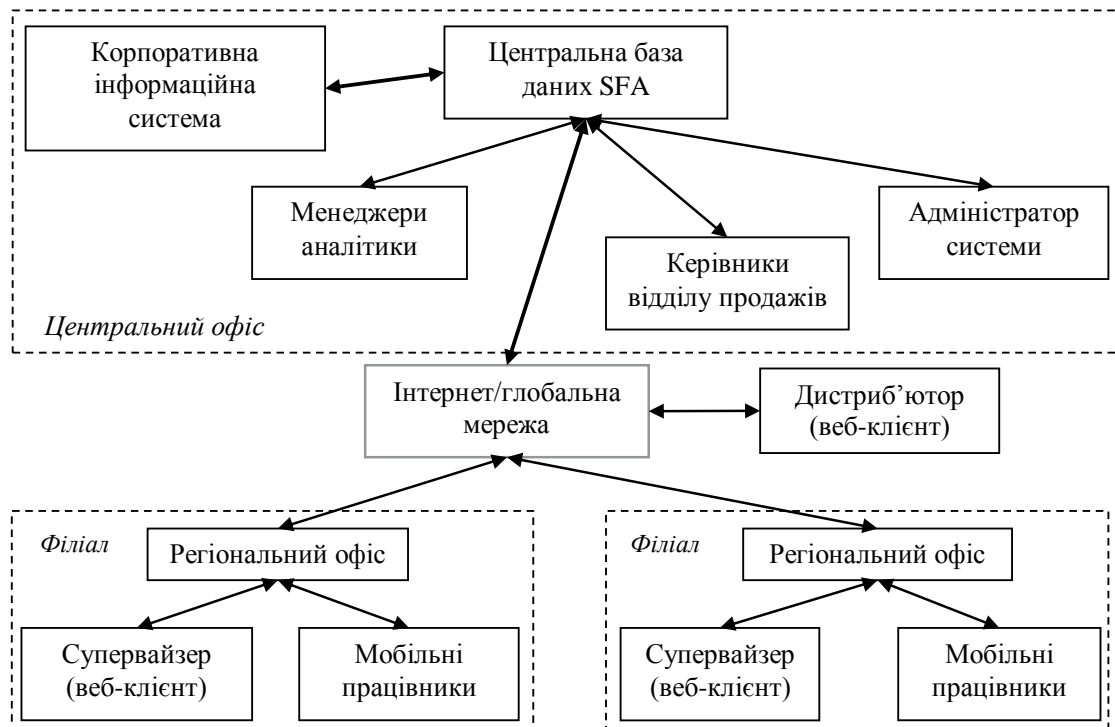 Корпоративна
інформаційна
система
Центральна база
даних SFA
Менеджери
аналітики
Керівники
відділу продажів
Адміністратор
системи
Центральний офіс
Інтернет/глобальна
мережа
Дистриб’ютор
(веб-клієнт)
Філіал
Регіональний офіс
Супервайзер
(веб-клієнт)
Мобільні
працівники
Філіал
Регіональний офіс
Супервайзер
(веб-клієнт)
Мобільні
працівники